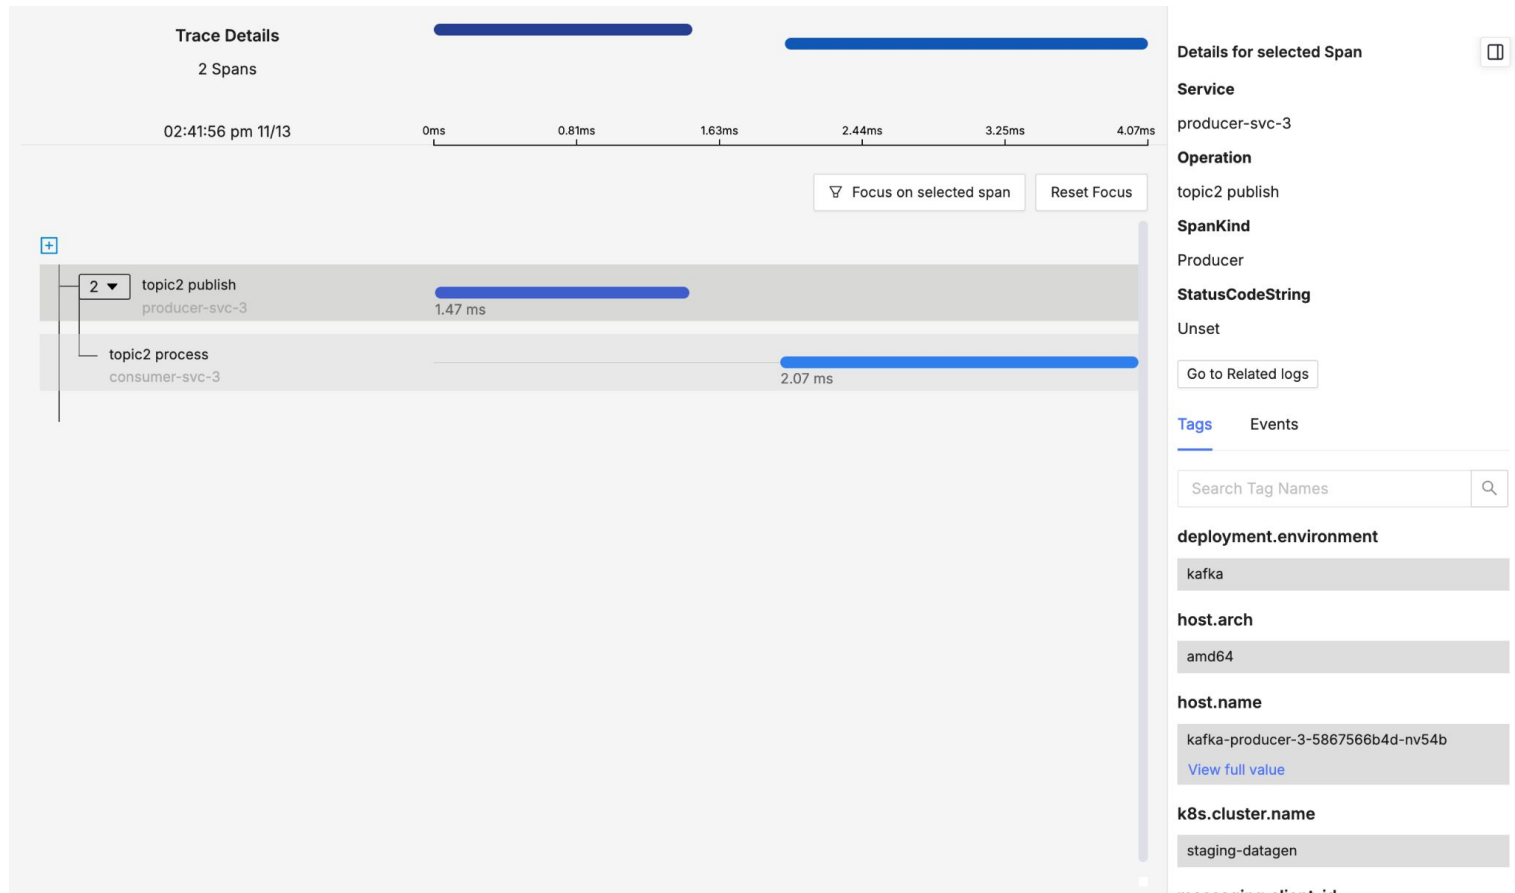 Trace Details
2 Spans
02:41:56 pm 11/13
0ms 0.81ms 1.63ms 2.44ms 3.25ms 4.07ms
Focus on selected span Reset Focus
2 topic2 publish
producer-svc-3
1.47 ms
topic2 process
consumer-svc-3
2.07 ms
Details for selected Span
Service
producer-svc-3
Operation
topic2 publish
SpanKind
Producer
StatusCodeString
Unset
Go to Related logs
Tags Events
Search Tag Names
deployment.environment
kafka
host.arch
amd64
host.name
kafka-producer-3-5867566b4d-nv54b
View full value
k8s.cluster.name
staging-datagen